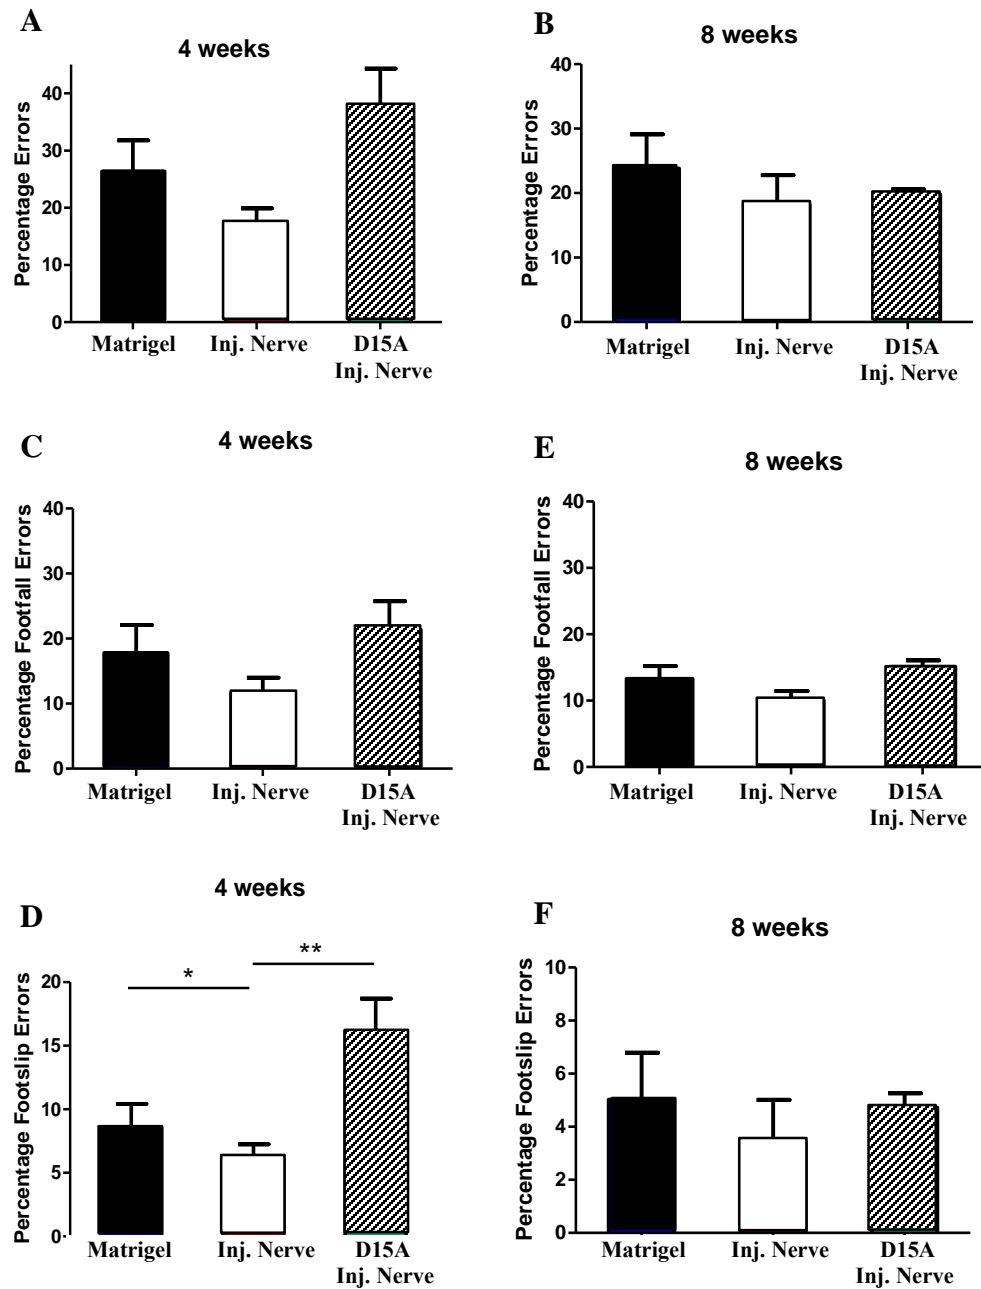 A
4 weeks
Percentage Errors
40
30
20
10
0
Matrigel
Inj. Nerve
D15A
Inj. Nerve
B
8 weeks
Percentage Errors
40
30
20
10
0
Matrigel
Inj. Nerve
D15A
Inj. Nerve
C
4 weeks
Percentage Footfall Errors
40
30
20
10
0
Matrigel
Inj. Nerve
D15A
Inj. Nerve
E
8 weeks
Percentage Footfall Errors
40
30
20
10
0
Matrigel
Inj. Nerve
D15A
Inj. Nerve
D
4 weeks
Percentage Footslip Errors
20
15
10
5
0
*
**
Matrigel
Inj. Nerve
D15A
Inj. Nerve
F
8 weeks
Percentage Footslip Errors
10
8
6
4
2
0
Matrigel
Inj. Nerve
D15A
Inj. Nerve